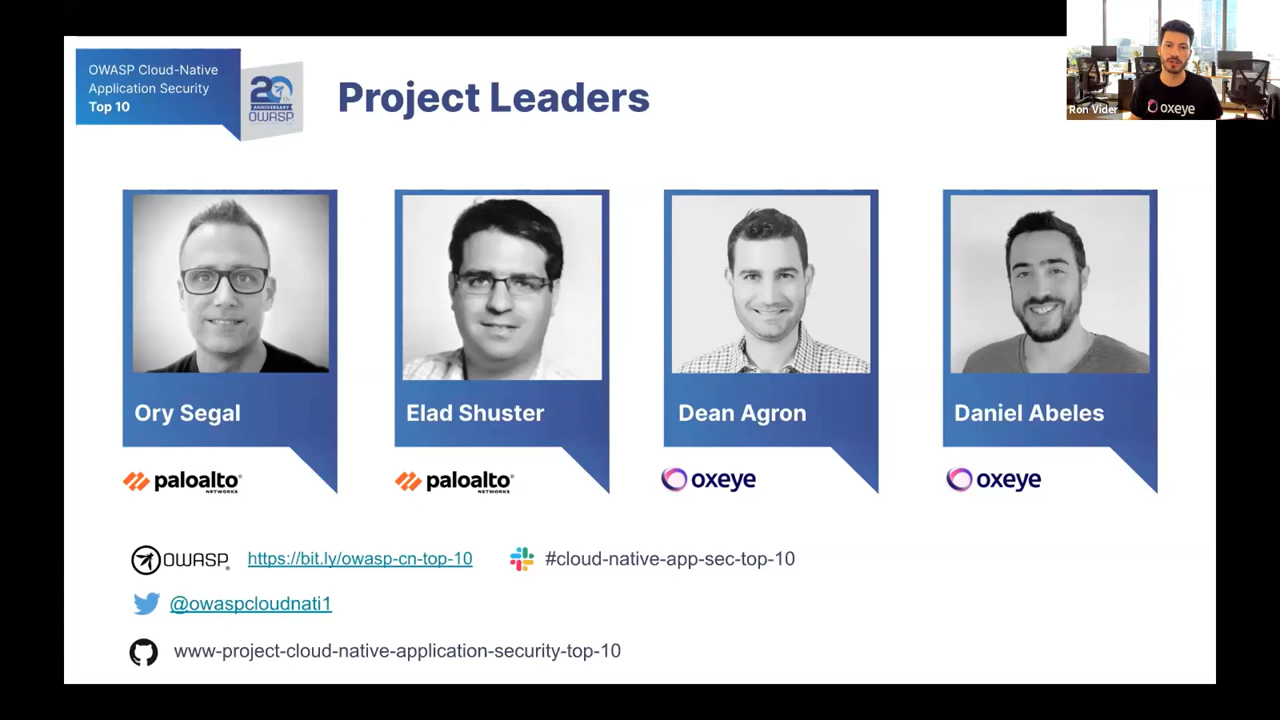 OWASP Cloud-Native
Application Security
Top 10
20th
ANNIVERSARY
OWASP
Project Leaders
Ron Vider
oxeye
Ory Segal
Elad Shuster
Dean Agron
Daniel Abeles
paloalto®
NETWORKS
paloalto®
NETWORKS
oxeye
oxeye
OWASP®
https://bit.ly/owasp-cn-top-10
#cloud-native-app-sec-top-10
@owaspcloudnati1
www-project-cloud-native-application-security-top-10